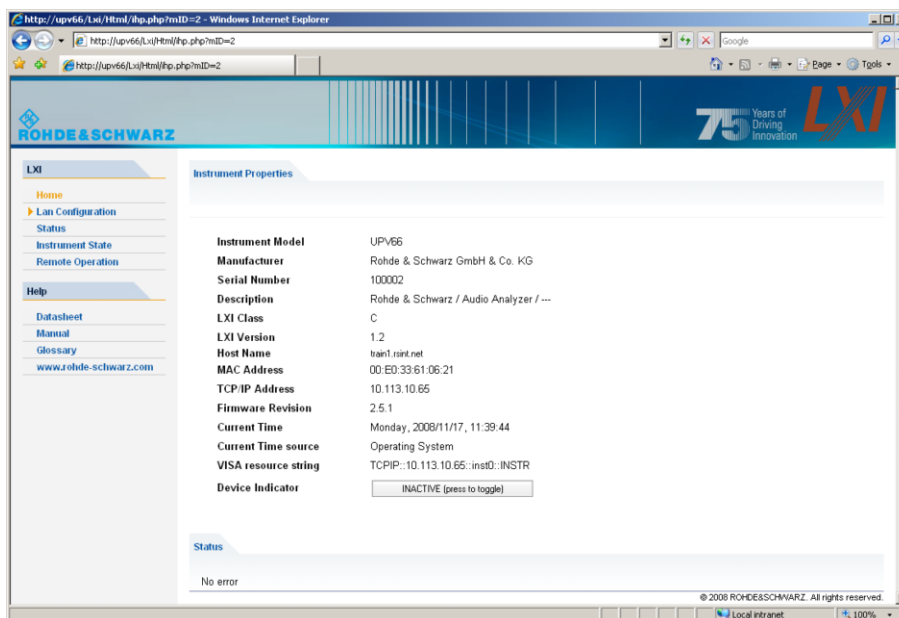 http://upv66/Lxi/Html/ihp.php?mID=2 - Windows Internet Explorer
http://upv66/Lxi/Html/ihp.php?mID=2
Google
http://upv66/Lxi/Html/ihp.php?mID=2
Page Tools
ROHDE&SCHWARZ
75 Years of Driving Innovation
LXI
LXI
Home
Lan Configuration
Status
Instrument State
Remote Operation
Help
Datasheet
Manual
Glossary
www.rohde-schwarz.com
Instrument Properties
Instrument Model UPV66
Manufacturer Rohde & Schwarz GmbH & Co. KG
Serial Number 100002
Description Rohde & Schwarz / Audio Analyzer / ---
LXI Class C
LXI Version 1.2
Host Name train1.rsint.net
MAC Address 00:E0:33:61:06:21
TCP/IP Address 10.113.10.65
Firmware Revision 2.5.1
Current Time Monday, 2008/11/17, 11:39:44
Current Time source Operating System
VISA resource string TCPIP::10.113.10.65::inst0::INSTR
Device Indicator INACTIVE (press to toggle)
Status
No error
© 2008 ROHDE&SCHWARZ. All rights reserved.
Local intranet 100%